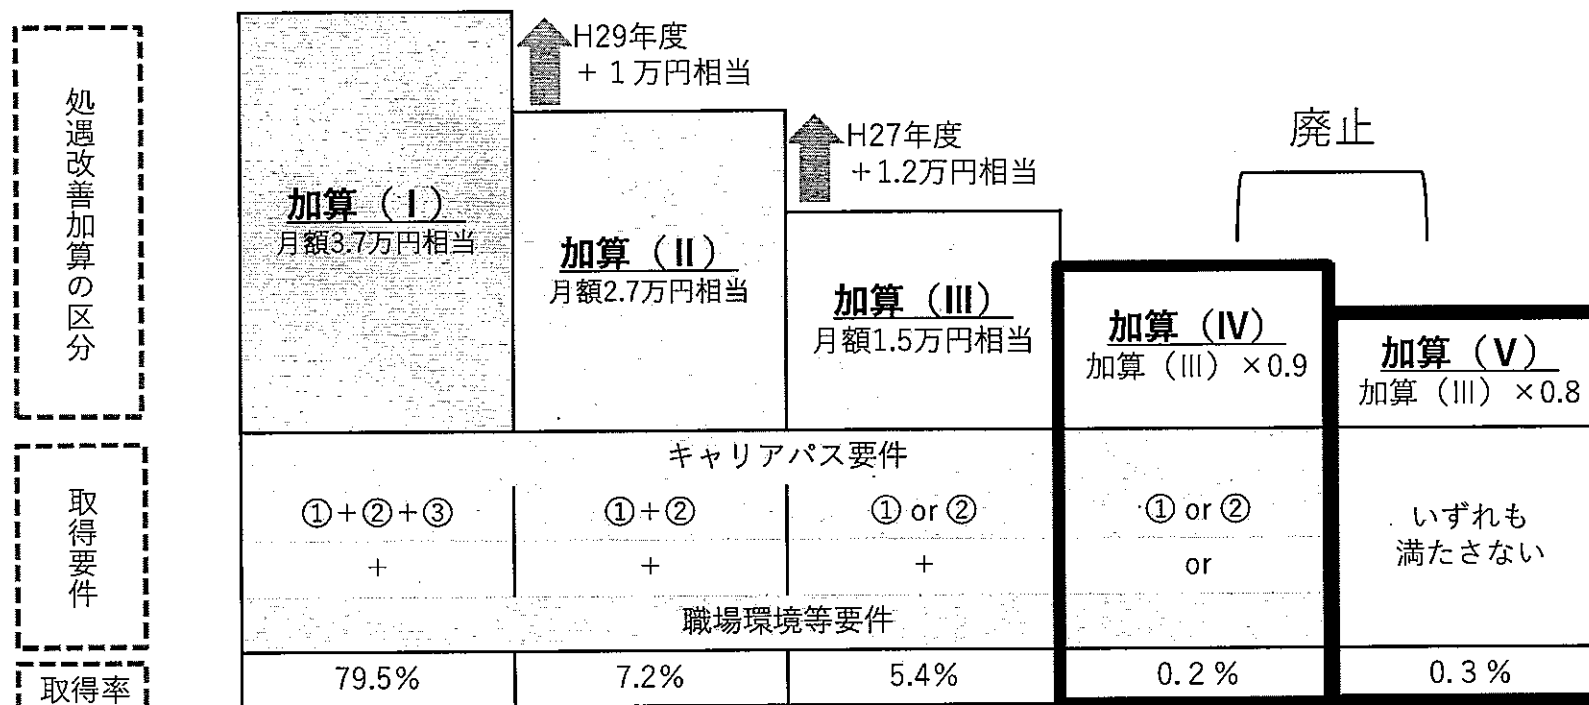 処遇改善加算の区分
H29年度
+ 1万円相当
H27年度
+1.2万円相当
廃止
加算（Ⅰ）
月額3.7万円相当
加算（Ⅱ）
月額2.7万円相当
加算（Ⅲ）
月額1.5万円相当
加算（Ⅳ）
加算（Ⅲ）×0.9
加算（Ⅴ）
加算（Ⅲ）×0.8
取得要件
キャリアパス要件
①+②+③
①+②
① or ②
① or ②
いずれも
満たさない
+
+
+
or
職場環境等要件
取得率
79.5%
7.2%
5.4%
0.2%
0.3%